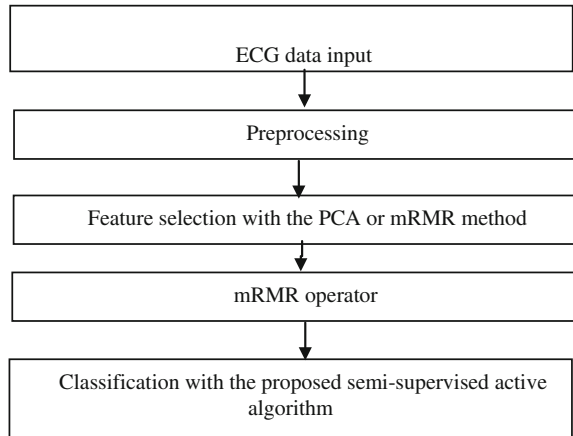 ECG data input
Preprocessing
Feature selection with the PCA or mRMR method
mRMR operator
Classification with the proposed semi-supervised active
algorithm